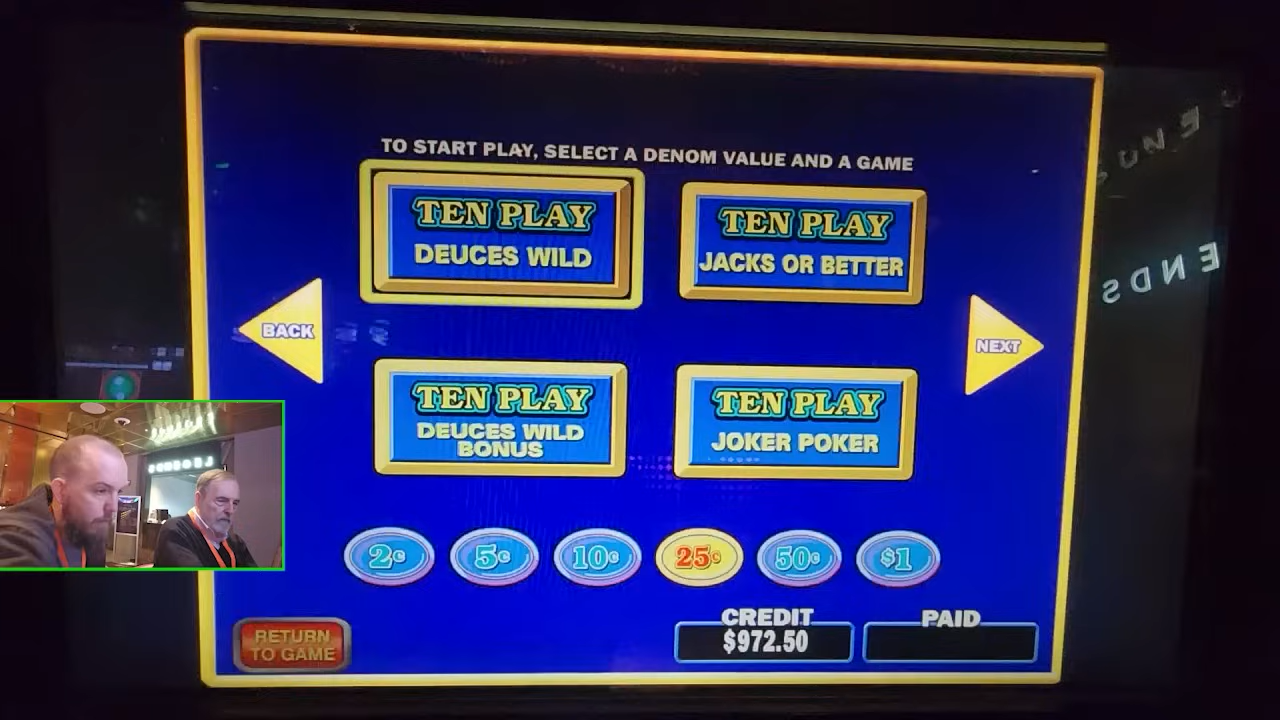 TO START PLAY, SELECT A DENOM VALUE AND A GAME
TEN PLAY
DEUCES WILD
TEN PLAY
JACKS OR BETTER
BACK
NEXT
TEN PLAY
DEUCES WILD
BONUS
TEN PLAY
JOKER POKER
2¢
5¢
10¢
25¢
50¢
$1
RETURN
TO GAME
CREDIT
$972.50
PAID